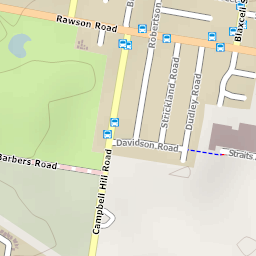 Rawson Road
Robertson
Blaxcell S
Strickland Road
Dudley Road
Davidson Road
Straits
Barbers Road
Campbell Hill Road